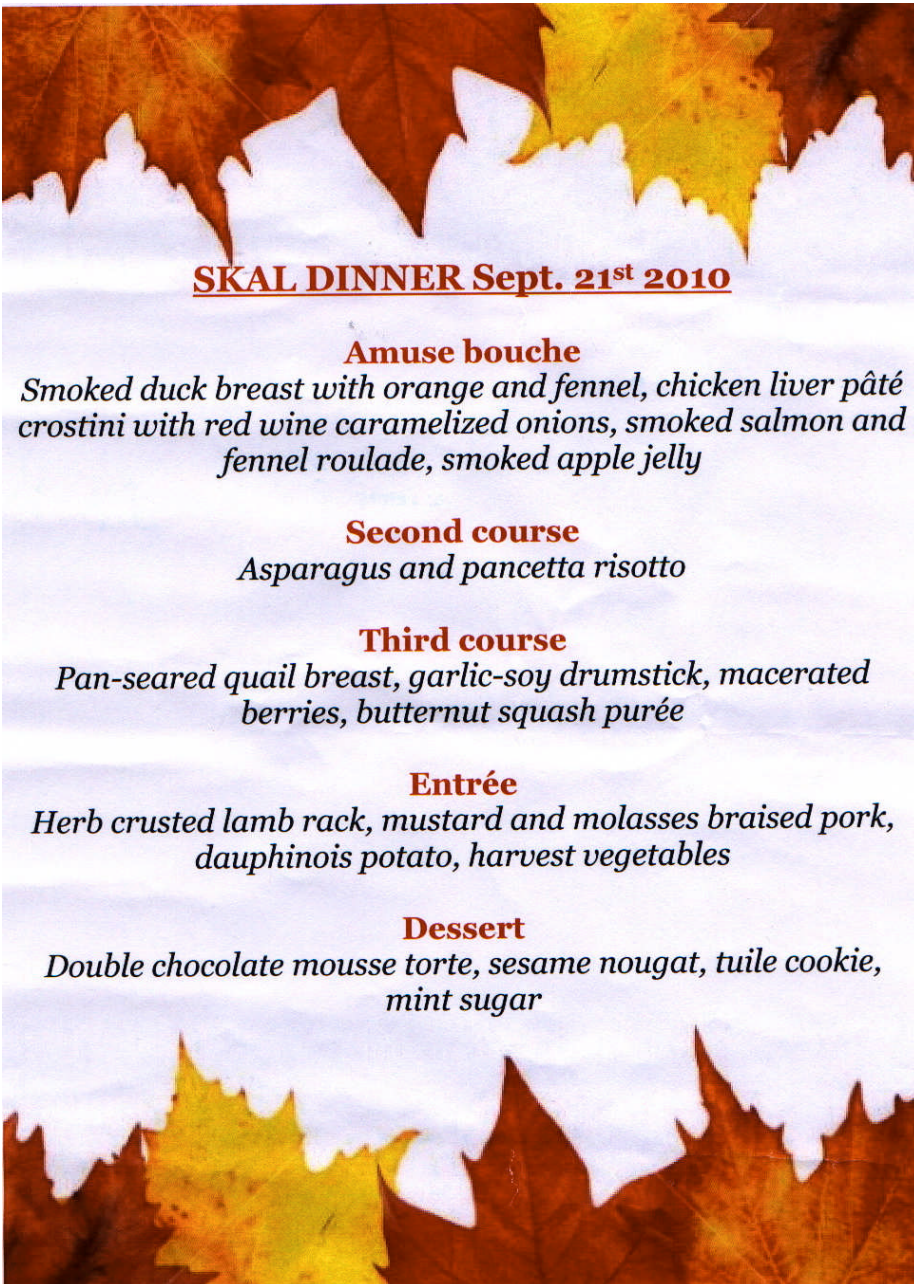 SKAL DINNER Sept. 21st 2010
Amuse bouche
Smoked duck breast with orange and fennel, chicken liver pâté
crostini with red wine caramelized onions, smoked salmon and
fennel roulade, smoked apple jelly
Second course
Asparagus and pancetta risotto
Third course
Pan-seared quail breast, garlic-soy drumstick, macerated
berries, butternut squash purée
Entrée
Herb crusted lamb rack, mustard and molasses braised pork,
dauphinois potato, harvest vegetables
Dessert
Double chocolate mousse torte, sesame nougat, tuile cookie,
mint sugar